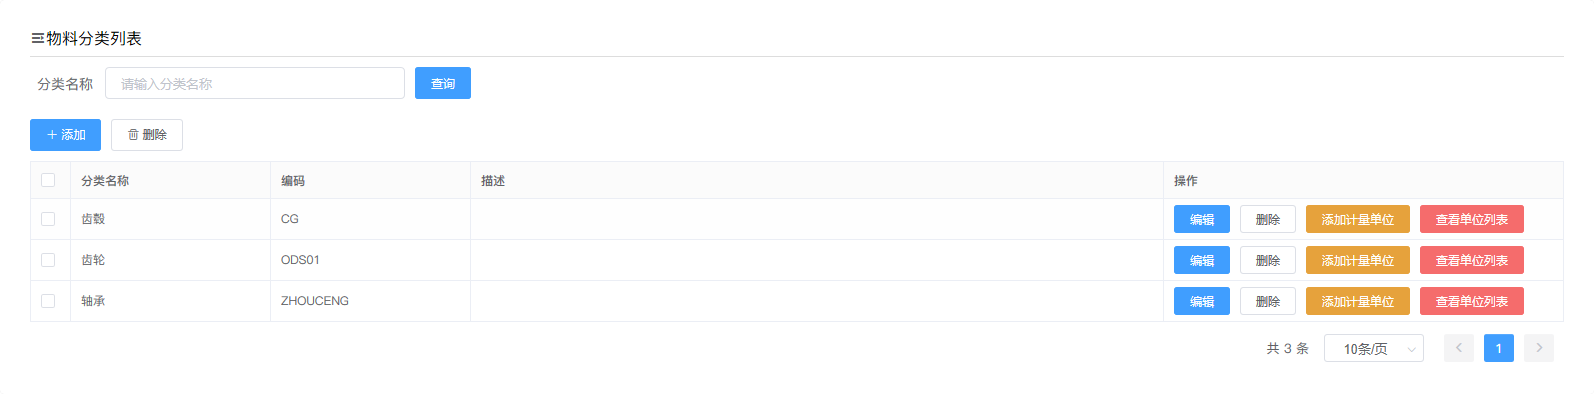 物料分类列表
分类名称 请输入分类名称 查询
添加 删除
分类名称 编码 描述 操作
齿毂 CG 编辑 删除 添加计量单位 查看单位列表
齿轮 ODS01 编辑 删除 添加计量单位 查看单位列表
轴承 ZHOUCENG 编辑 删除 添加计量单位 查看单位列表
共 3 条 10条/页 1